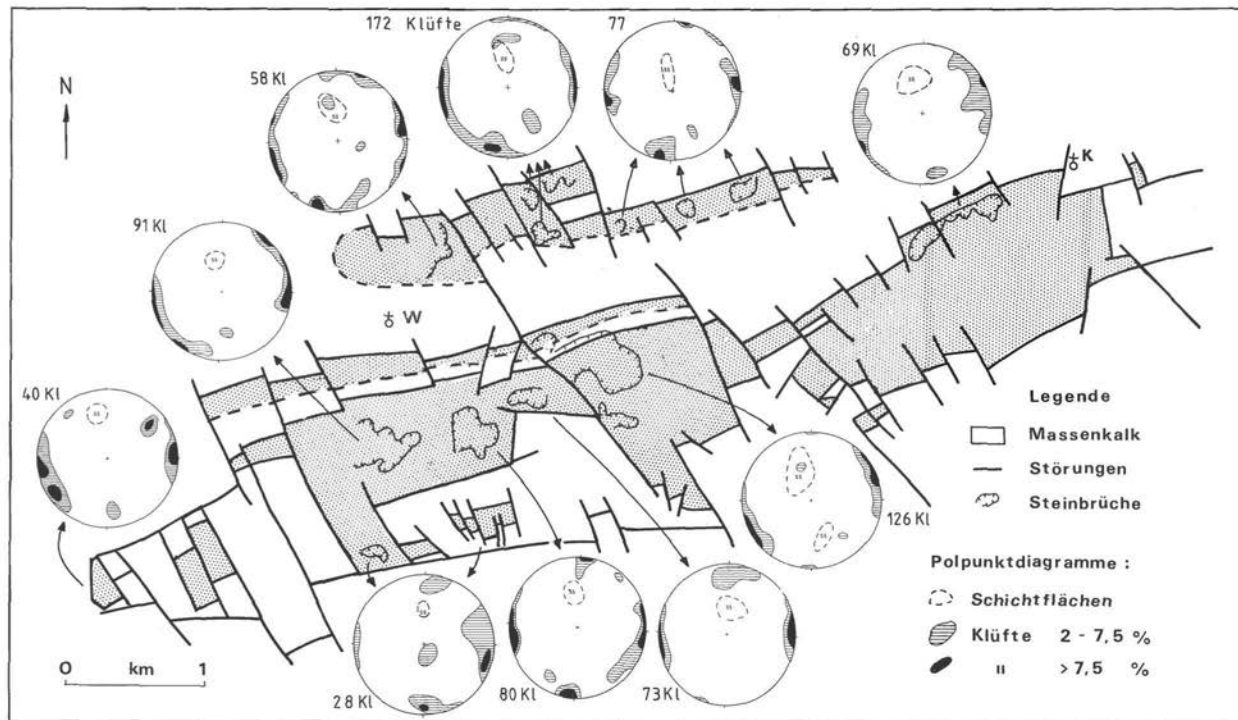 172 Klüfte
77
69 Kl
58 Kl
N
K
91 Kl
W
40 Kl
Legende
Massenkalk
Störungen
Steinbrüche
126 Kl
Polpunktdiagramme :
Schichtflächen
Klüfte 2 - 7,5 %
" > 7,5 %
0 km 1
28 Kl
80 Kl
73 Kl